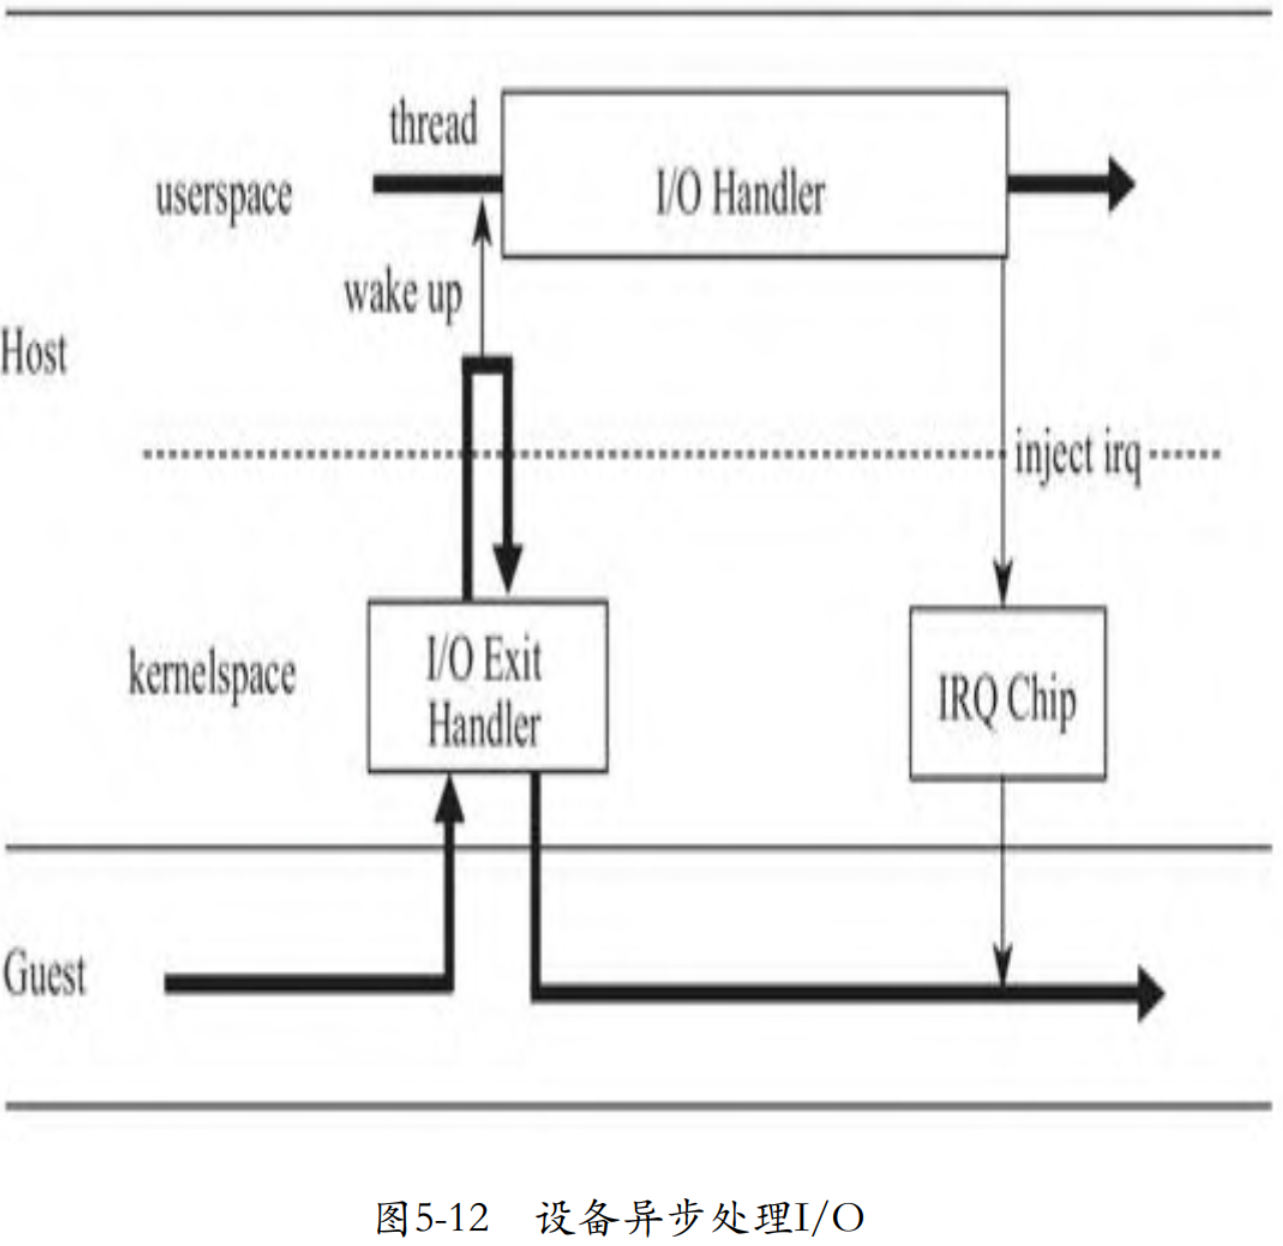 thread
userspace
I/O Handler
wake up
Host
inject irq
kernelspace
I/O Exit
Handler
IRQ Chip
Guest
图5-12 设备异步处理I/O